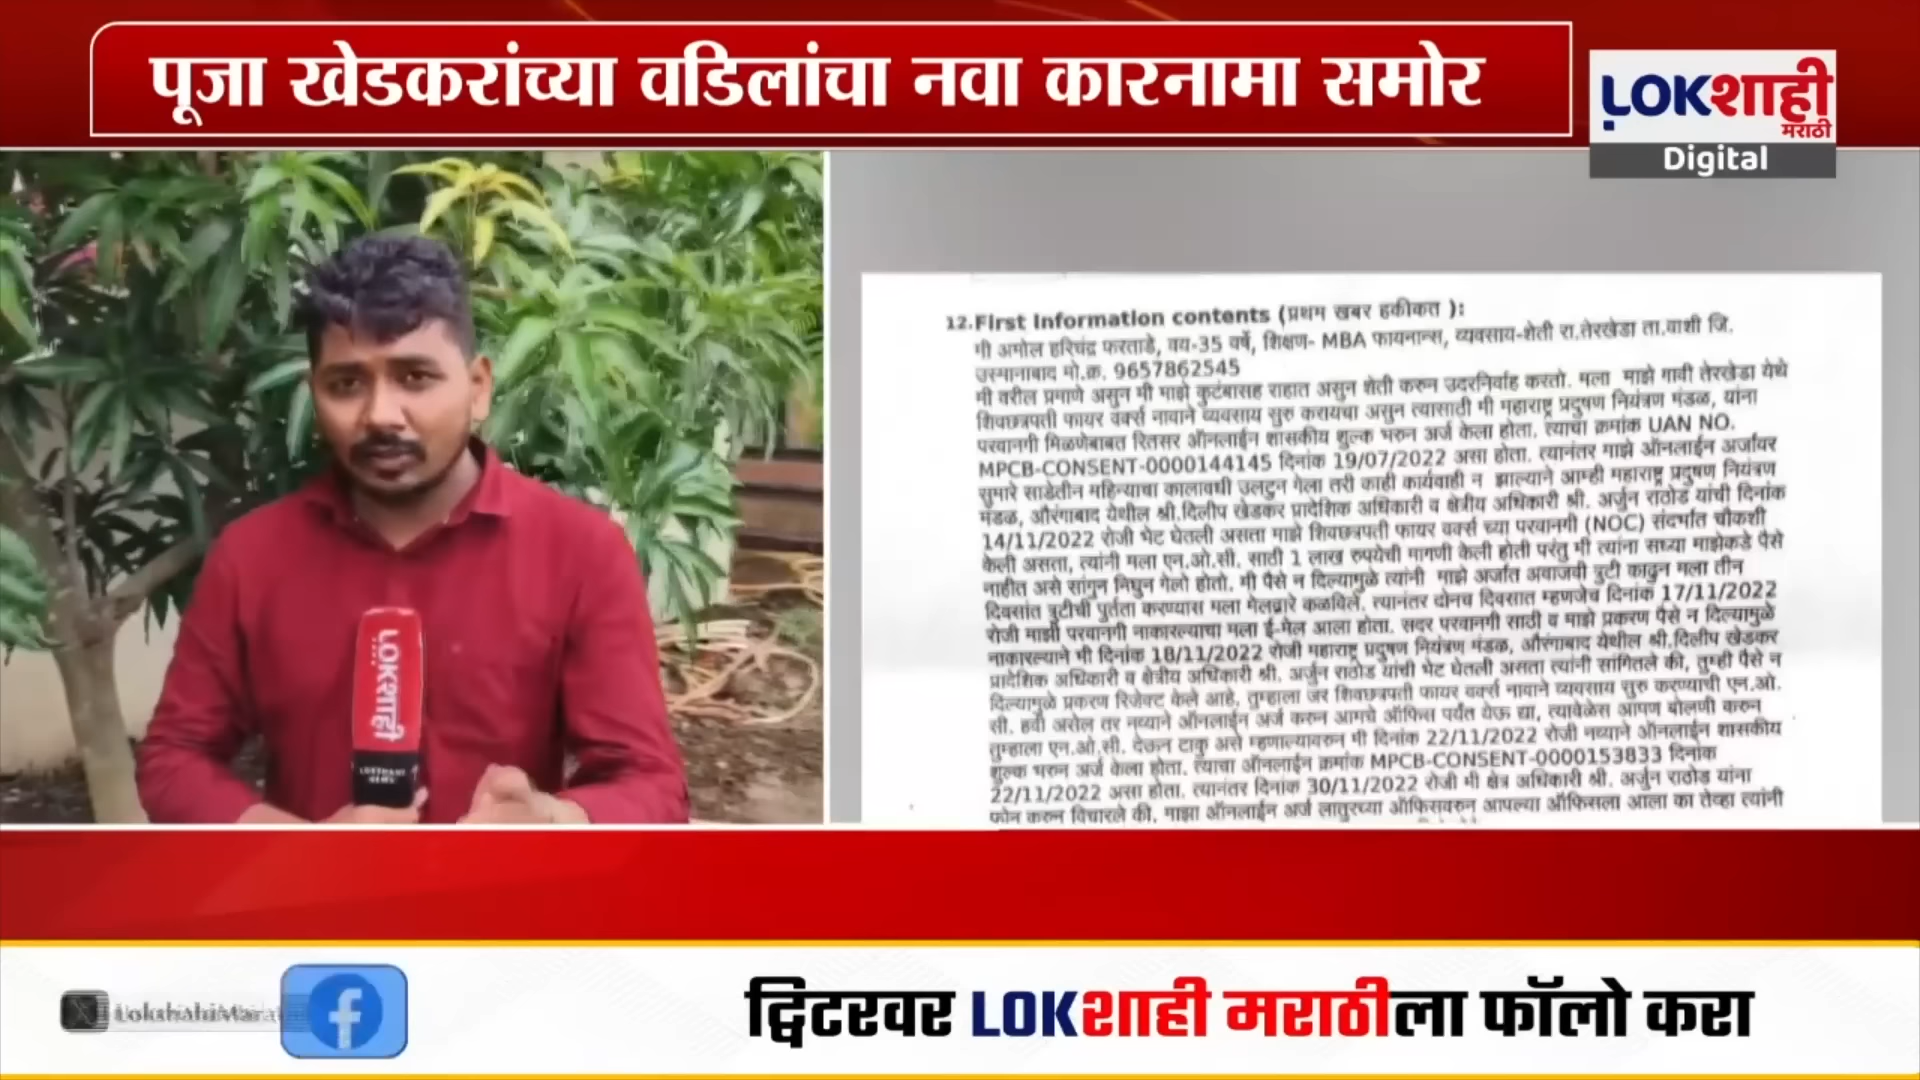 पूजा खेडकरांच्या वडिलांचा नवा कारनामा समोर
LOKशाही
मराठी
Digital
12.First Information contents (प्रथम खबर हकीकत ):
मी अमोल हरिचंद्र फरताडे, वय-35 वर्षे, शिक्षण- MBA फायनान्स, व्यवसाय-शेती रा.तेरखेडा ता.वाशी जि.
उस्मानाबाद मो.क्र. 9657862545
मी वरील प्रमाणे असुन मी माझे कुटंबासह राहात असुन शेती करुन उदरनिर्वाह करतो. मला माझे गावी तेरखेडा येथे
शिवछत्रपती फायर वर्क्स नावाने व्यवसाय सुरु करायचा असुन त्यासाठी मी महाराष्ट्र प्रदुषण नियंत्रण मंडळ, यांना
परवानगी मिळणेबाबत रितसर ऑनलाईन शासकीय शुल्क भरुन अर्ज केला होता. त्याचा क्रमांक UAN NO.
MPCB-CONSENT-0000144145 दिनांक 19/07/2022 असा होता. त्यानंतर माझे ऑनलाईन अर्जावर
सुमारे साडेतीन महिन्याचा कालावधी उलटुन गेला तरी काही कार्यवाही न झाल्याने आम्ही महाराष्ट्र प्रदुषण नियंत्रण
मंडळ, औरंगाबाद येथील श्री.दिलीप खेडकर प्रादेशिक अधिकारी व क्षेत्रीय अधिकारी श्री. अर्जुन राठोड यांची दिनांक
14/11/2022 रोजी भेट घेतली असता माझे शिवछत्रपती फायर वर्क्स च्या परवानगी (NOC) संदर्भात चौकशी
केली असता, त्यांनी मला एन.ओ.सी. साठी 1 लाख रुपयेची मागणी केली होती परंतु मी त्यांना सध्या माझेकडे पैसे
नाहीत असे सांगुन निघुन गेलो होतो. मी पैसे न दिल्यामुळे त्यांनी माझे अर्जात अवाजवी त्रुटी काढुन मला तीन
दिवसांत त्रुटीची पुर्तता करण्यास मला मेलद्वारे कळविले. त्यानंतर दोनच दिवसात म्हणजेच दिनांक 17/11/2022
रोजी माझी परवानगी नाकारल्याचा मला ई-मेल आला होता. सदर परवानगी साठी व माझे प्रकरण पैसे न दिल्यामुळे
नाकारल्याने मी दिनांक 18/11/2022 रोजी महाराष्ट्र प्रदुषण नियंत्रण मंडळ, औरंगाबाद येथील श्री.दिलीप खेडकर
प्रादेशिक अधिकारी व क्षेत्रीय अधिकारी श्री. अर्जुन राठोड यांची भेट घेतली असता त्यांनी सांगितले की, तुम्ही पैसे न
दिल्यामुळे प्रकरण रिजेक्ट केले आहे. तुम्हाला जर शिवछत्रपती फायर वर्क्स नावाने व्यवसाय सुरु करण्याची एन.ओ.
सी. हवी असेल तर नव्याने ऑनलाईन अर्ज करुन आमचे ऑफिस पर्यंत येऊ द्या, त्यावेळेस आपण बोलणी करुन
तुम्हाला एन.ओ.सी. देऊन टाकु असे म्हणाल्यावरुन मी दिनांक 22/11/2022 रोजी नव्याने ऑनलाईन शासकीय
शुल्क भरुन अर्ज केला होता. त्याचा ऑनलाईन क्रमांक MPCB-CONSENT-0000153833 दिनांक
22/11/2022 असा होता. त्यानंतर दिनांक 30/11/2022 रोजी मी क्षेत्र अधिकारी श्री. अर्जुन राठोड यांना
फोन करुन विचारले की, माझा ऑनलाईन अर्ज लातुरच्या ऑफिसवरुन आपल्या ऑफिसला आला का तेव्हा त्यांनी
LOKशाही
LOKSHAHI
NEWS
ट्विटरवर LOKशाही मराठीला फॉलो करा